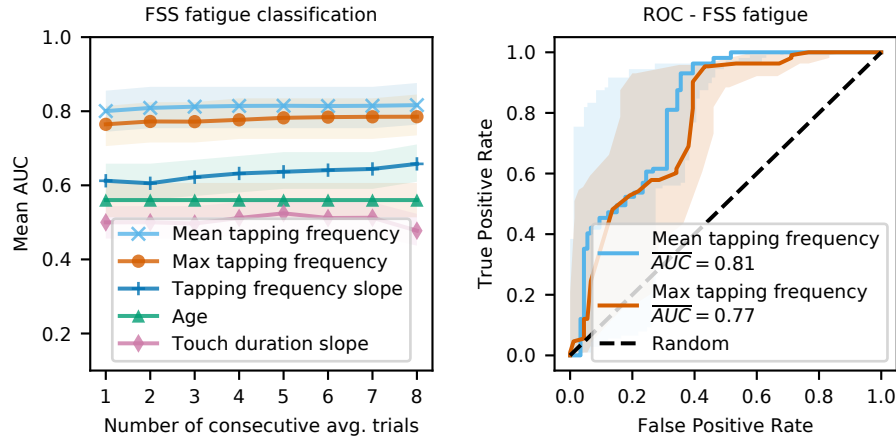 FSS fatigue classification
1.0
0.8
0.6
0.4
0.2
Mean AUC
Mean tapping frequency
Max tapping frequency
Tapping frequency slope
Age
Touch duration slope
1 2 3 4 5 6 7 8
Number of consecutive avg. trials
ROC - FSS fatigue
1.0
0.8
0.6
0.4
0.2
0.0
True Positive Rate
Mean tapping frequency
AUC = 0.81
Max tapping frequency
AUC = 0.77
Random
0.0 0.2 0.4 0.6 0.8 1.0
False Positive Rate